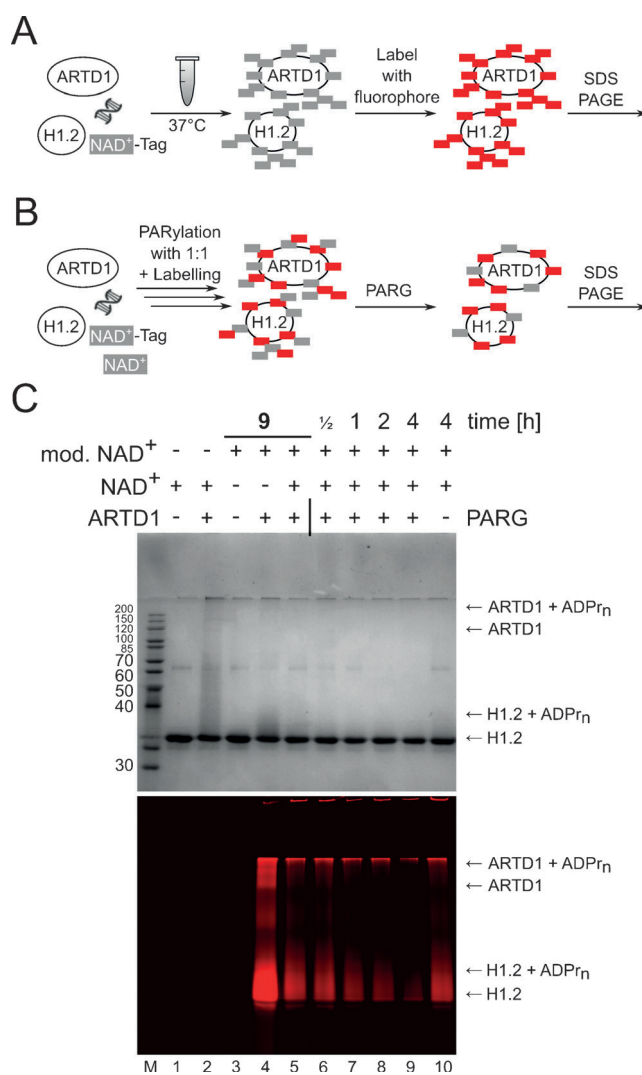 A
ARTD1
H1.2
NAD+-Tag
37°C
ARTD1
H1.2
Label
with
fluorophore
ARTD1
H1.2
SDS
PAGE
B
ARTD1
H1.2
NAD+-Tag
NAD+
PARylation
with 1:1
+ Labelling
ARTD1
H1.2
PARG
ARTD1
H1.2
SDS
PAGE
C
9 ½ 1 2 4 4 time [h]
mod. NAD+ - - + + + + + + + +
NAD+ + + - - + + + + + +
ARTD1 - + - + + + + + + - PARG
200
150
120
100
85
70
60
50
40
30
← ARTD1 + ADPrn
← ARTD1
← H1.2 + ADPrn
← H1.2
← ARTD1 + ADPrn
← ARTD1
← H1.2 + ADPrn
← H1.2
M 1 2 3 4 5 6 7 8 9 10